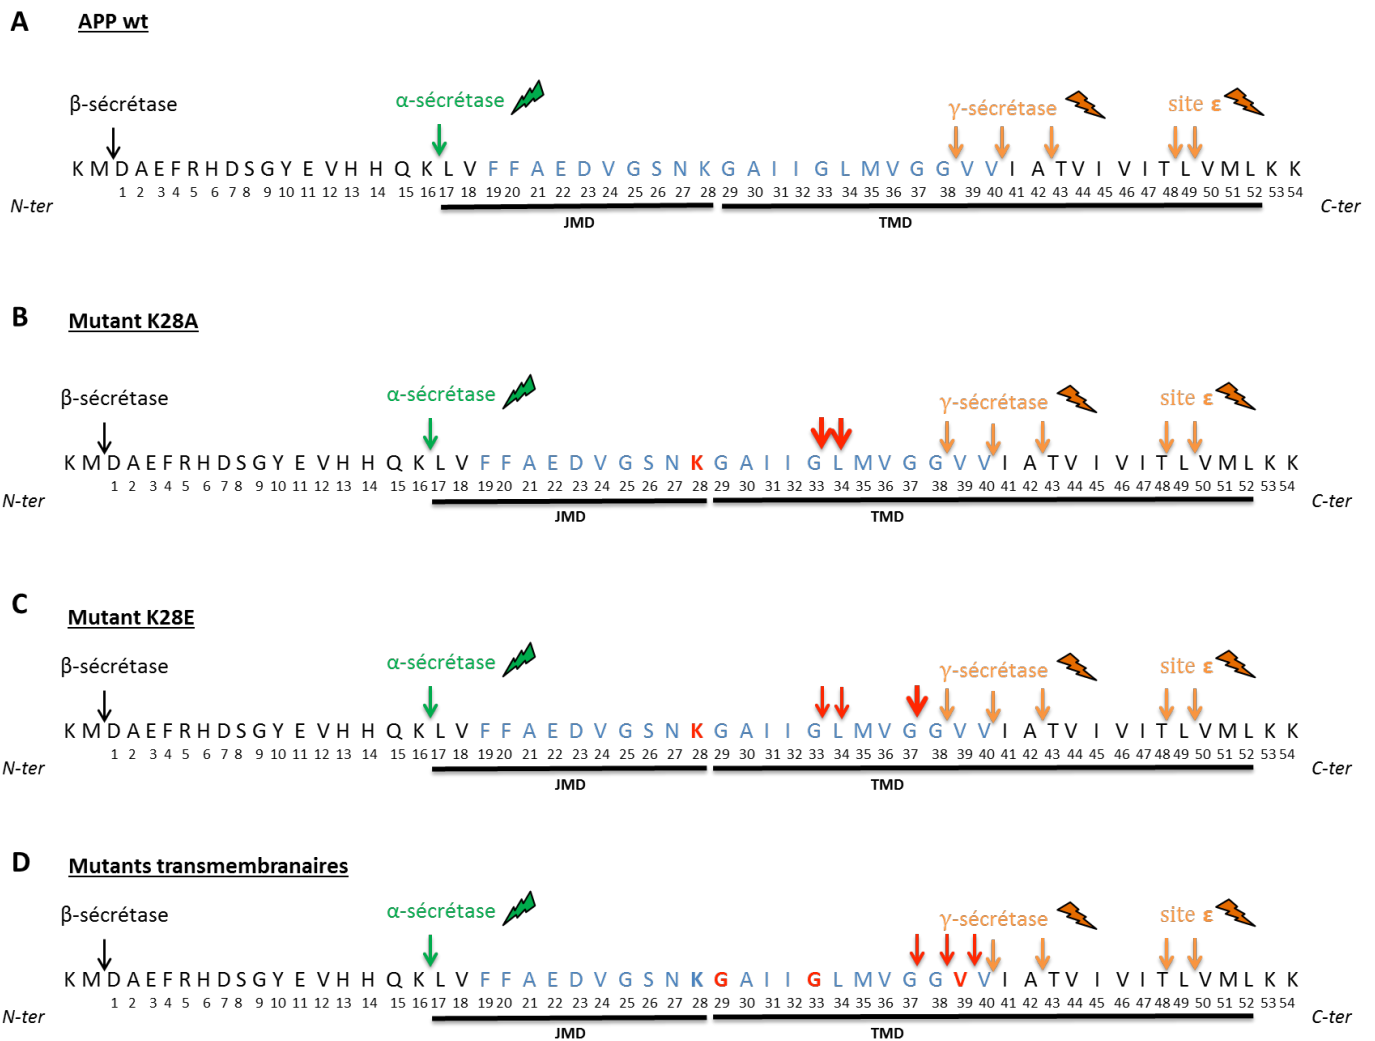 A APP wt
β-sécrétase α-sécrétase γ-sécrétase site ε
K M D A E F R H D S G Y E V H H Q K L V F F A E D V G S N K G A I I G L M V G G V V I A T V I V I T L V M L K K
1 2 3 4 5 6 7 8 9 10 11 12 13 14 15 16 17 18 19 20 21 22 23 24 25 26 27 28 29 30 31 32 33 34 35 36 37 38 39 40 41 42 43 44 45 46 47 48 49 50 51 52 53 54
N-ter C-ter
JMD TMD
B Mutant K28A
β-sécrétase α-sécrétase γ-sécrétase site ε
K M D A E F R H D S G Y E V H H Q K L V F F A E D V G S N K G A I I G L M V G G V V I A T V I V I T L V M L K K
1 2 3 4 5 6 7 8 9 10 11 12 13 14 15 16 17 18 19 20 21 22 23 24 25 26 27 28 29 30 31 32 33 34 35 36 37 38 39 40 41 42 43 44 45 46 47 48 49 50 51 52 53 54
N-ter C-ter
JMD TMD
C Mutant K28E
β-sécrétase α-sécrétase γ-sécrétase site ε
K M D A E F R H D S G Y E V H H Q K L V F F A E D V G S N K G A I I G L M V G G V V I A T V I V I T L V M L K K
1 2 3 4 5 6 7 8 9 10 11 12 13 14 15 16 17 18 19 20 21 22 23 24 25 26 27 28 29 30 31 32 33 34 35 36 37 38 39 40 41 42 43 44 45 46 47 48 49 50 51 52 53 54
N-ter C-ter
JMD TMD
D Mutants transmembranaires
β-sécrétase α-sécrétase γ-sécrétase site ε
K M D A E F R H D S G Y E V H H Q K L V F F A E D V G S N K G A I I G L M V G G V V I A T V I V I T L V M L K K
1 2 3 4 5 6 7 8 9 10 11 12 13 14 15 16 17 18 19 20 21 22 23 24 25 26 27 28 29 30 31 32 33 34 35 36 37 38 39 40 41 42 43 44 45 46 47 48 49 50 51 52 53 54
N-ter C-ter
JMD TMD